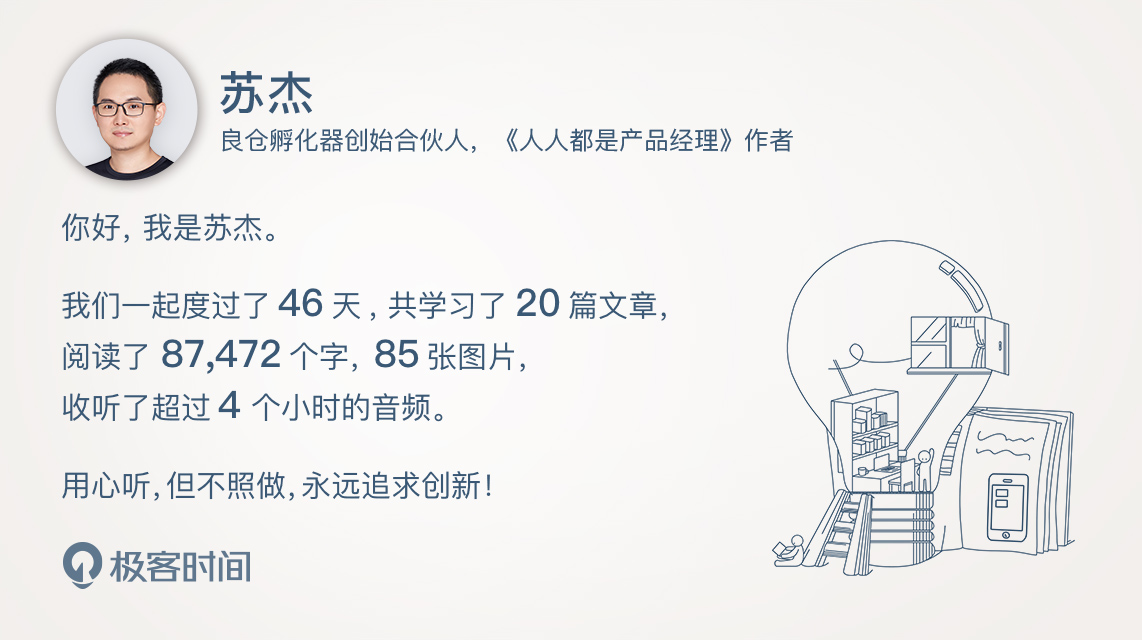 苏杰
良仓孵化器创始合伙人，《人人都是产品经理》作者
你好，我是苏杰。
我们一起度过了 46 天，共学习了 20 篇文章，
阅读了 87,472 个字，85 张图片，
收听了超过 4 个小时的音频。
用心听，但不照做，永远追求创新！
极客时间